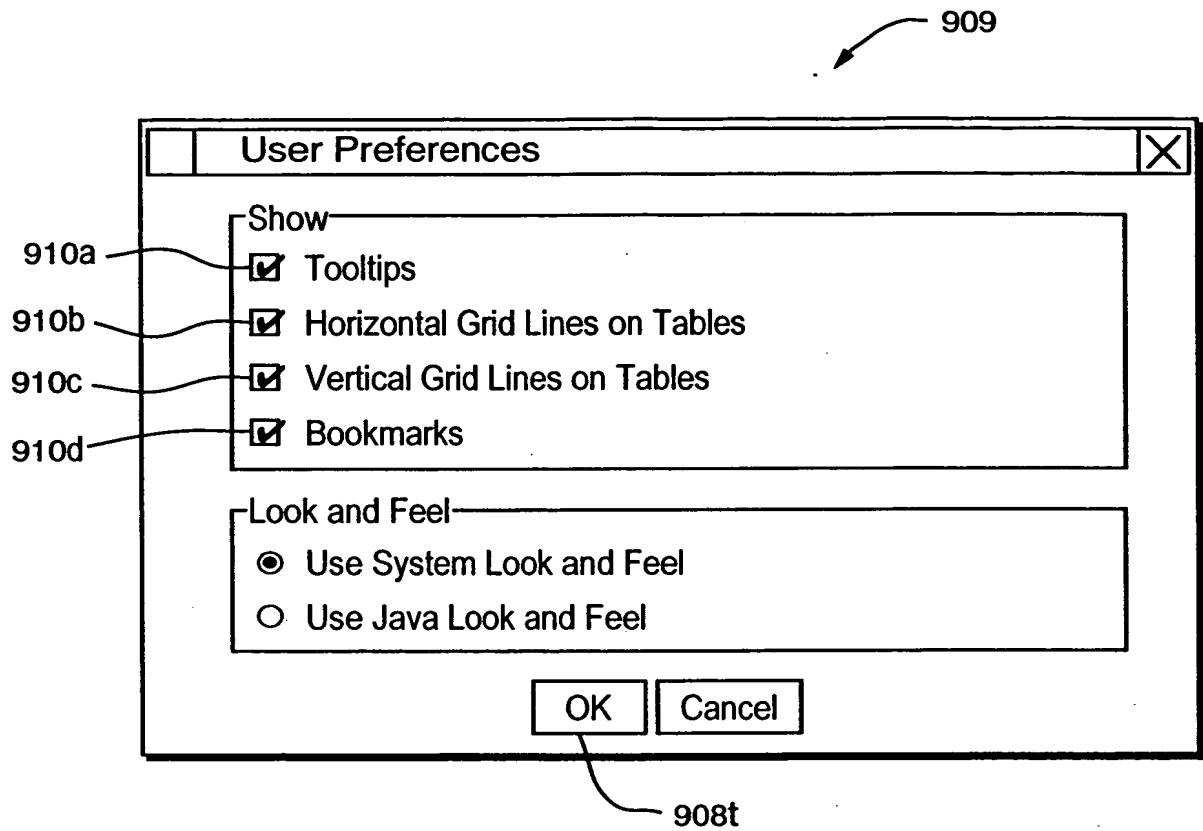 909
User Preferences
Show
910a
Tooltips
910b
Horizontal Grid Lines on Tables
910c
Vertical Grid Lines on Tables
910d
Bookmarks
Look and Feel
Use System Look and Feel
Use Java Look and Feel
OK
Cancel
908t